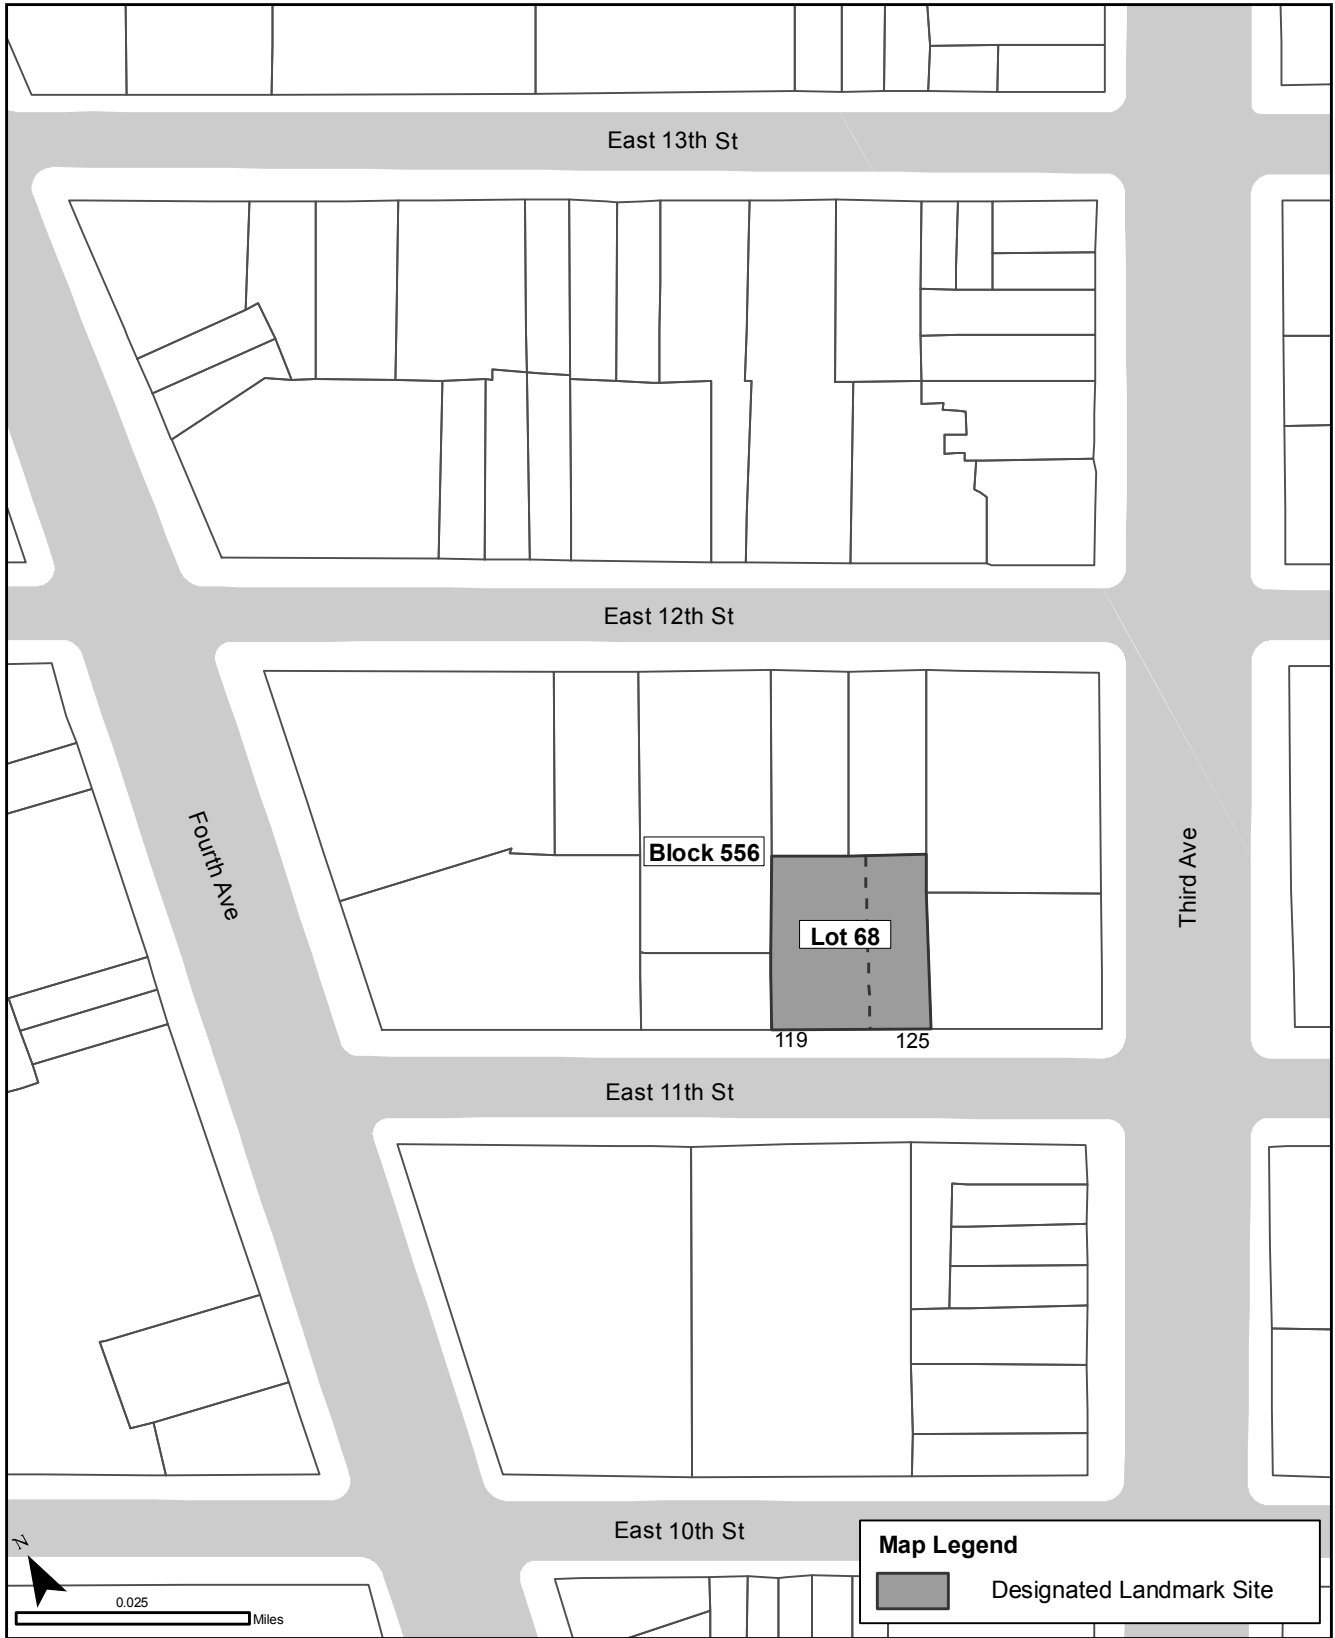 East 13th St
East 12th St
Fourth Ave
Block 556
Third Ave
Lot 68
119
125
East 11th St
East 10th St
N
0.025
Miles
Map Legend
Designated Landmark Site